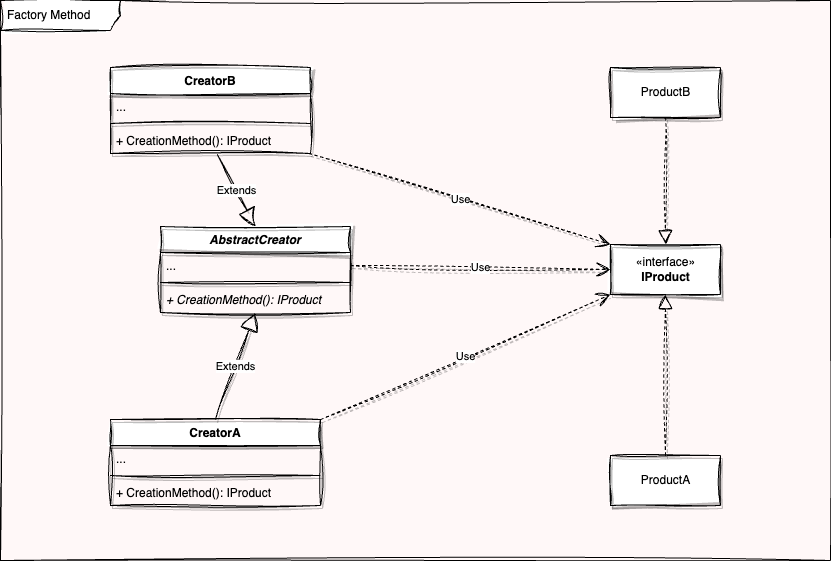 Factory Method
CreatorB
...
+ CreationMethod(): IProduct
ProductB
Extends
Use
AbstractCreator
...
+ CreationMethod(): IProduct
Use
«interface»
IProduct
Extends
Use
CreatorA
...
+ CreationMethod(): IProduct
ProductA